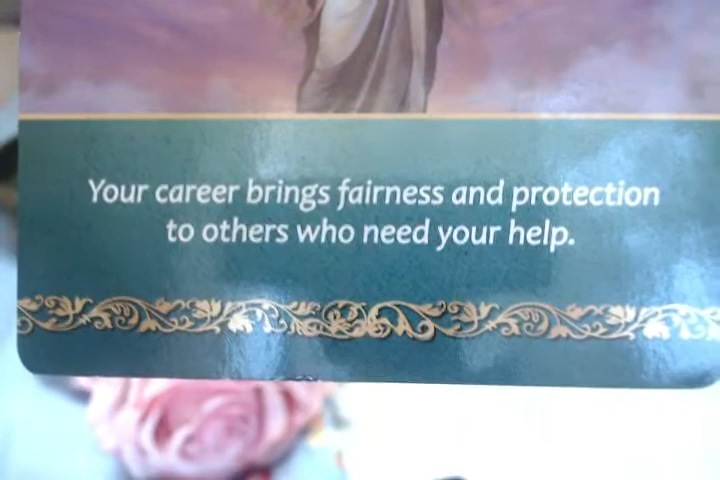 Your career brings fairness and protection
to others who need your help.